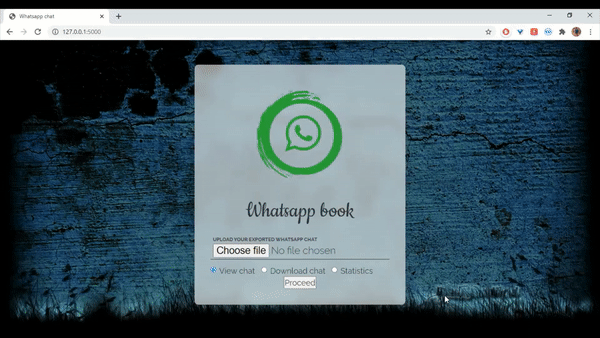 Whatsapp chat
127.0.0.1:5000
Whatsapp book
UPLOAD YOUR EXPORTED WHATSAPP CHAT
Choose file No file chosen
View chat Download chat Statistics
Proceed